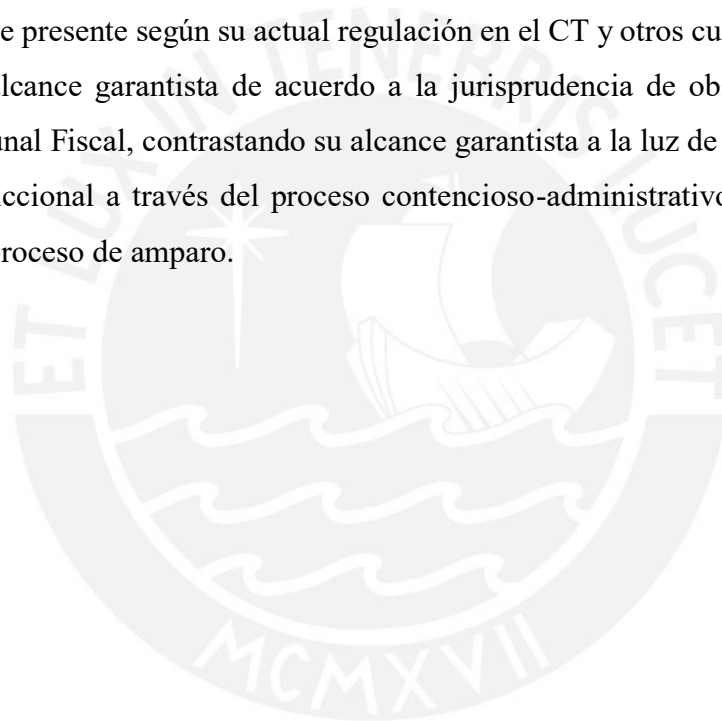 e presente según su actual regulación en el CT y otros cu
alcance garantista de acuerdo a la jurisprudencia de ob
unal Fiscal, contrastando su alcance garantista a la luz de
ccional a través del proceso contencioso-administrativo
roceso de amparo.
ET LUX IN TENEBRIS LUCET
MCMXVII